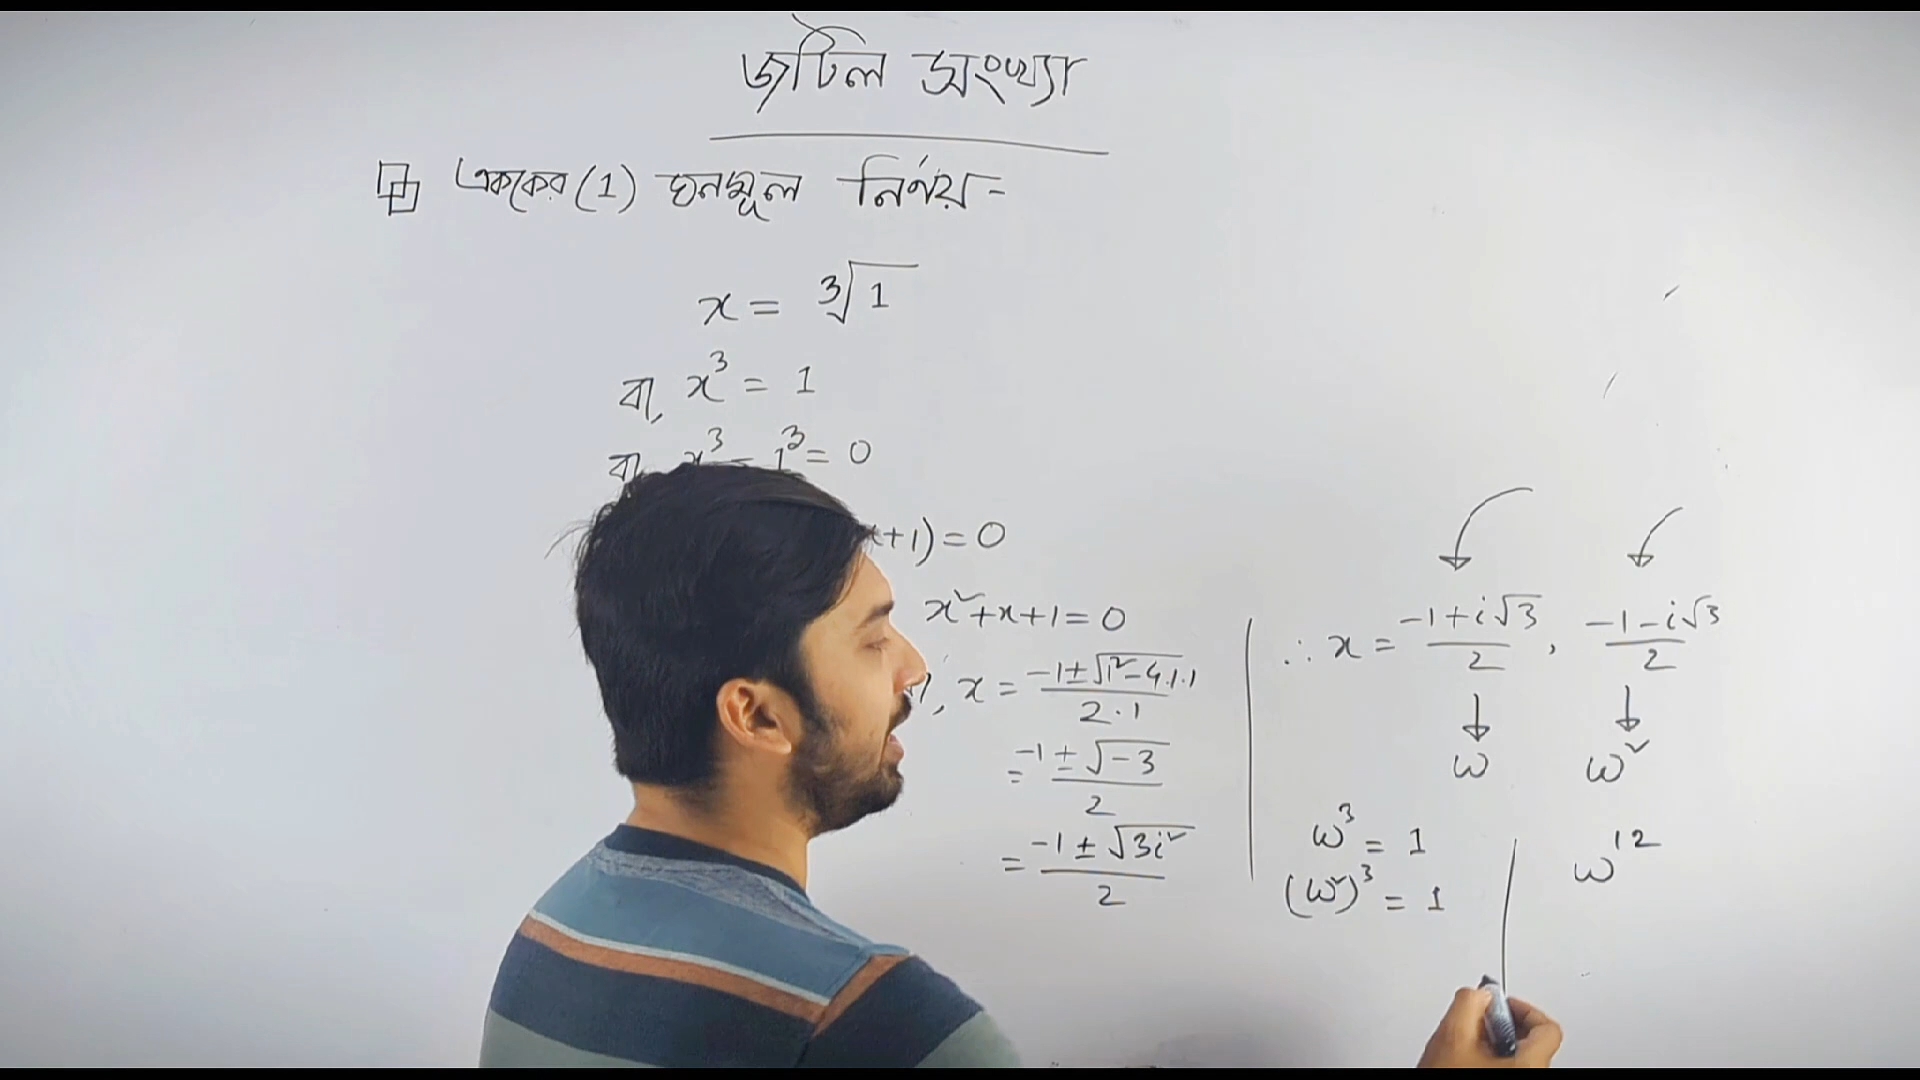 জটিল সংখ্যা
এককের (1) ঘনমূল নির্ণয় -
x = ∛1
বা, x³ = 1
বা, x³ - 1³ = 0
x+1) = 0
x² + x + 1 = 0
x = (-1 ± √(1² - 4.1.1)) / (2·1)
= (-1 ± √-3) / 2
= (-1 ± √3i²) / 2
∴ x = (-1 + i√3) / 2 , (-1 - i√3) / 2
↓ ↓
ω ω²
ω³ = 1
(ω²)³ = 1
ω¹²